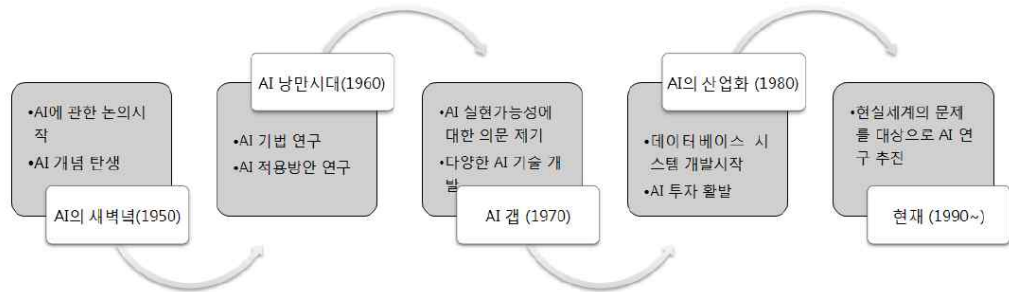 •AI에 관한 논의시
작
•AI 개념 탄생
AI의 새벽녘(1950)
AI 낭만시대(1960)
•AI 기법 연구
•AI 적용방안 연구
•AI 실현가능성에
대한 의문 제기
•다양한 AI 기술 개
발
AI 갭 (1970)
AI의 산업화 (1980)
•데이터베이스 시
스템 개발시작
•AI 투자 활발
•현실세계의 문제
를 대상으로 AI 연
구 추진
현재 (1990~)